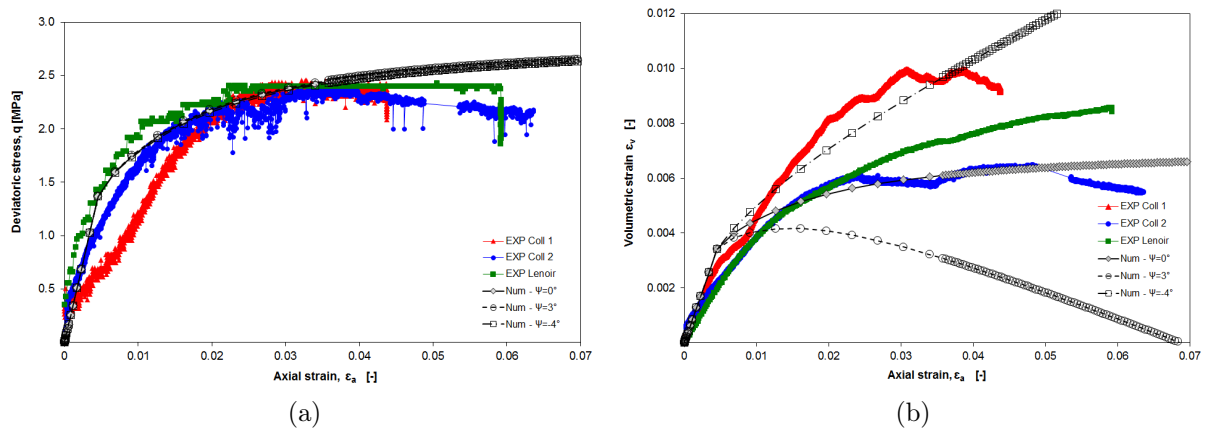 3.0
2.5
2.0
1.5
1.0
0.5
0
0.01
0.02
0.03
0.04
0.05
0.06
0.07
Deviatoric stress, q [MPa]
Axial strain, εa [-]
EXP Coll 1
EXP Coll 2
EXP Lenoir
Num - Ψ=0°
Num - Ψ=3°
Num - Ψ=-4°
(a)
0.012
0.010
0.008
0.006
0.004
0.002
0
0.01
0.02
0.03
0.04
0.05
0.06
0.07
Volumetric strain εv [-]
Axial strain, εa [-]
EXP Coll 1
EXP Coll 2
EXP Lenoir
Num - Ψ=0°
Num - Ψ=3°
Num - Ψ=-4°
(b)